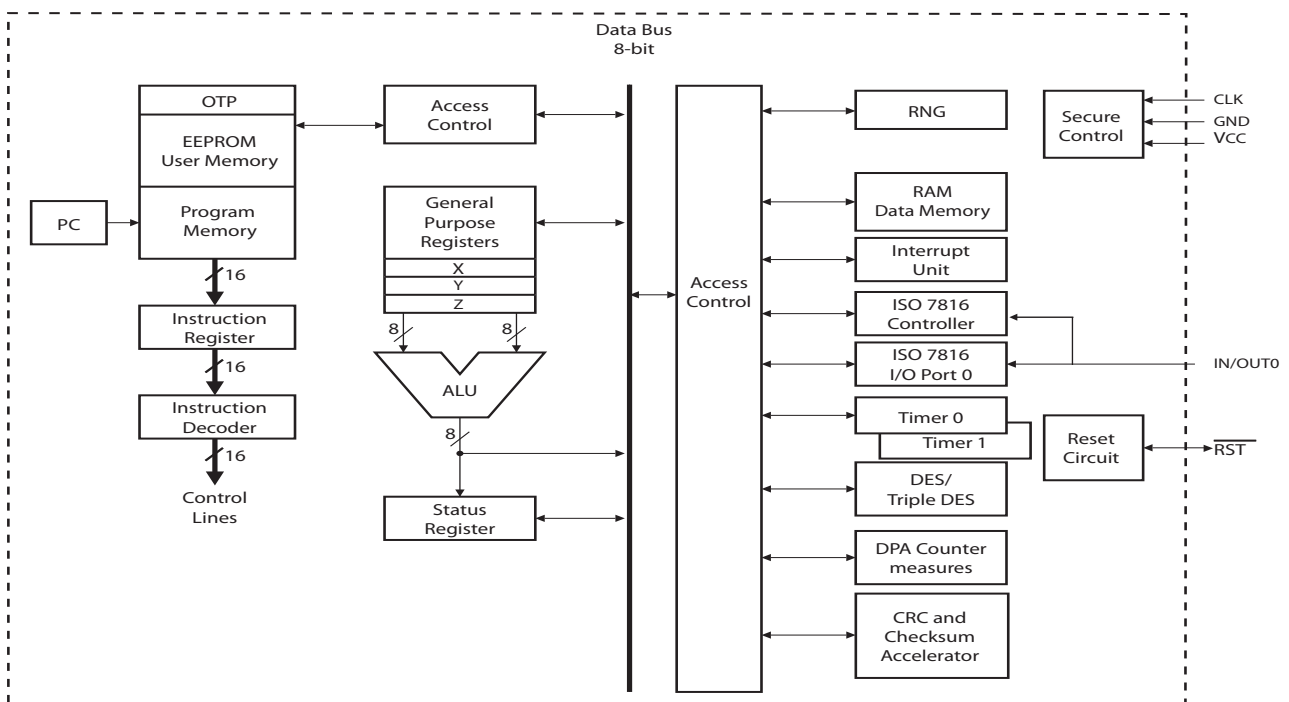 Data Bus
8-bit
OTP
EEPROM
User Memory
Program
Memory
PC
16
Instruction
Register
16
Instruction
Decoder
16
Control
Lines
Access
Control
General
Purpose
Registers
X
Y
Z
8
8
ALU
8
Status
Register
Access
Control
RNG
RAM
Data Memory
Interrupt
Unit
ISO 7816
Controller
ISO 7816
I/O Port 0
Timer 0
Timer 1
DES/
Triple DES
DPA Counter
measures
CRC and
Checksum
Accelerator
Secure
Control
CLK
GND
VCC
IN/OUT0
Reset
Circuit
RST